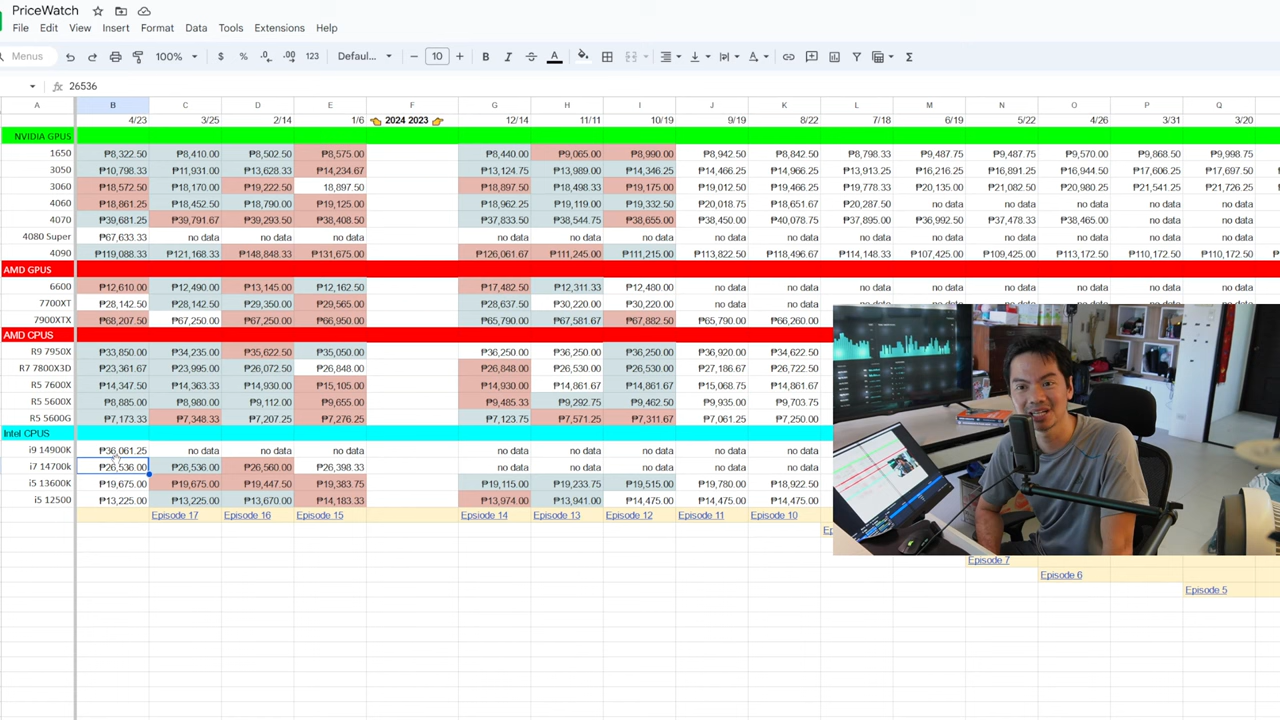 PriceWatch
File Edit View Insert Format Data Tools Extensions Help
Menus 100% $ % .0 .00 123 Defaul... 10 B I A Σ
fx 26536
A B C D E F G H I J K L M N O P Q
4/23 3/25 2/14 1/6 👈 2024 2023 👉 12/14 11/11 10/19 9/19 8/22 7/18 6/19 5/22 4/26 3/31 3/20
NVIDIA GPUS
1650 ₱8,322.50 ₱8,410.00 ₱8,502.50 ₱8,575.00 ₱8,440.00 ₱9,065.00 ₱8,990.00 ₱8,942.50 ₱8,842.50 ₱8,798.33 ₱9,487.75 ₱9,487.75 ₱9,570.00 ₱9,868.50 ₱9,998.75
3050 ₱10,798.33 ₱11,931.00 ₱13,628.33 ₱14,234.67 ₱13,124.75 ₱13,989.00 ₱14,346.25 ₱14,466.25 ₱14,966.25 ₱13,913.25 ₱16,216.25 ₱16,891.25 ₱16,944.50 ₱17,606.25 ₱17,697.50
3060 ₱18,572.50 ₱18,170.00 ₱19,222.50 18,897.50 ₱18,897.50 ₱18,498.33 ₱19,175.00 ₱19,012.50 ₱19,466.25 ₱19,778.33 ₱20,135.00 ₱21,082.50 ₱20,980.25 ₱21,541.25 ₱21,726.25
4060 ₱18,861.25 ₱18,452.50 ₱18,790.00 ₱19,125.00 ₱18,962.25 ₱19,119.00 ₱19,332.50 ₱20,018.75 ₱18,651.67 ₱20,287.50 no data no data no data no data no data
4070 ₱39,681.25 ₱39,791.67 ₱39,293.50 ₱38,408.50 ₱37,833.50 ₱38,544.75 ₱38,655.00 ₱38,450.00 ₱40,078.75 ₱37,895.00 ₱36,992.50 ₱37,478.33 ₱38,465.00 no data no data
4080 Super ₱67,633.33 no data no data no data no data no data no data no data no data no data no data no data no data no data no data
4090 ₱119,088.33 ₱121,168.33 ₱148,848.33 ₱131,675.00 ₱126,061.67 ₱111,245.00 ₱111,215.00 ₱113,822.50 ₱118,496.67 ₱114,148.33 ₱107,425.00 ₱109,425.00 ₱113,172.50 ₱110,172.50 ₱110,172.50
AMD GPUS
6600 ₱12,610.00 ₱12,490.00 ₱13,145.00 ₱12,162.50 ₱17,482.50 ₱12,311.33 ₱12,480.00 no data no data no data no data no data no data no data no data
7700XT ₱28,142.50 ₱28,142.50 ₱29,350.00 ₱29,565.00 ₱28,637.50 ₱30,220.00 ₱30,220.00 no data no data no data no data no data no data no data no data
7900XTX ₱68,207.50 ₱67,250.00 ₱67,250.00 ₱66,950.00 ₱65,790.00 ₱67,581.67 ₱67,882.50 ₱65,790.00 ₱66,260.00
AMD CPUS
R9 7950X ₱33,850.00 ₱34,235.00 ₱35,622.50 ₱35,050.00 ₱36,250.00 ₱36,250.00 ₱36,250.00 ₱36,920.00 ₱34,622.50
R7 7800X3D ₱23,361.67 ₱23,995.00 ₱26,072.50 ₱26,848.00 ₱26,848.00 ₱26,530.00 ₱26,530.00 ₱27,186.67 ₱26,722.50
R5 7600X ₱14,347.50 ₱14,363.33 ₱14,930.00 ₱15,105.00 ₱14,930.00 ₱14,861.67 ₱14,861.67 ₱15,068.75 ₱14,861.67
R5 5600X ₱8,885.00 ₱8,980.00 ₱9,112.00 ₱9,655.00 ₱9,485.33 ₱9,292.75 ₱9,462.50 ₱9,935.00 ₱9,703.75
R5 5600G ₱7,173.33 ₱7,348.33 ₱7,207.25 ₱7,276.25 ₱7,123.75 ₱7,571.25 ₱7,311.67 ₱7,061.25 ₱7,250.00
Intel CPUS
i9 14900K ₱36,061.25 no data no data no data no data no data no data no data no data
i7 14700k ₱26,536.00 ₱26,536.00 ₱26,560.00 ₱26,398.33 no data no data no data no data no data
i5 13600K ₱19,675.00 ₱19,675.00 ₱19,447.50 ₱19,383.75 ₱19,115.00 ₱19,233.75 ₱19,515.00 ₱19,780.00 ₱18,922.50
i5 12500 ₱13,225.00 ₱13,225.00 ₱13,670.00 ₱14,183.33 ₱13,974.00 ₱13,941.00 ₱14,475.00 ₱14,475.00 ₱14,475.00
Episode 17 Episode 16 Episode 15 Episode 14 Episode 13 Episode 12 Episode 11 Episode 10
Episode 7
Episode 6
Episode 5